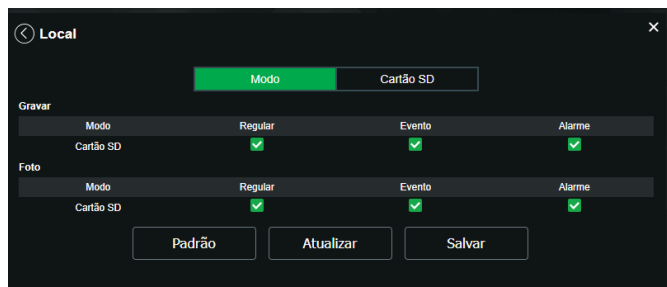 Local
Modo Cartão SD
Gravar
Modo Regular Evento Alarme
Cartão SD
Foto
Modo Regular Evento Alarme
Cartão SD
Padrão Atualizar Salvar